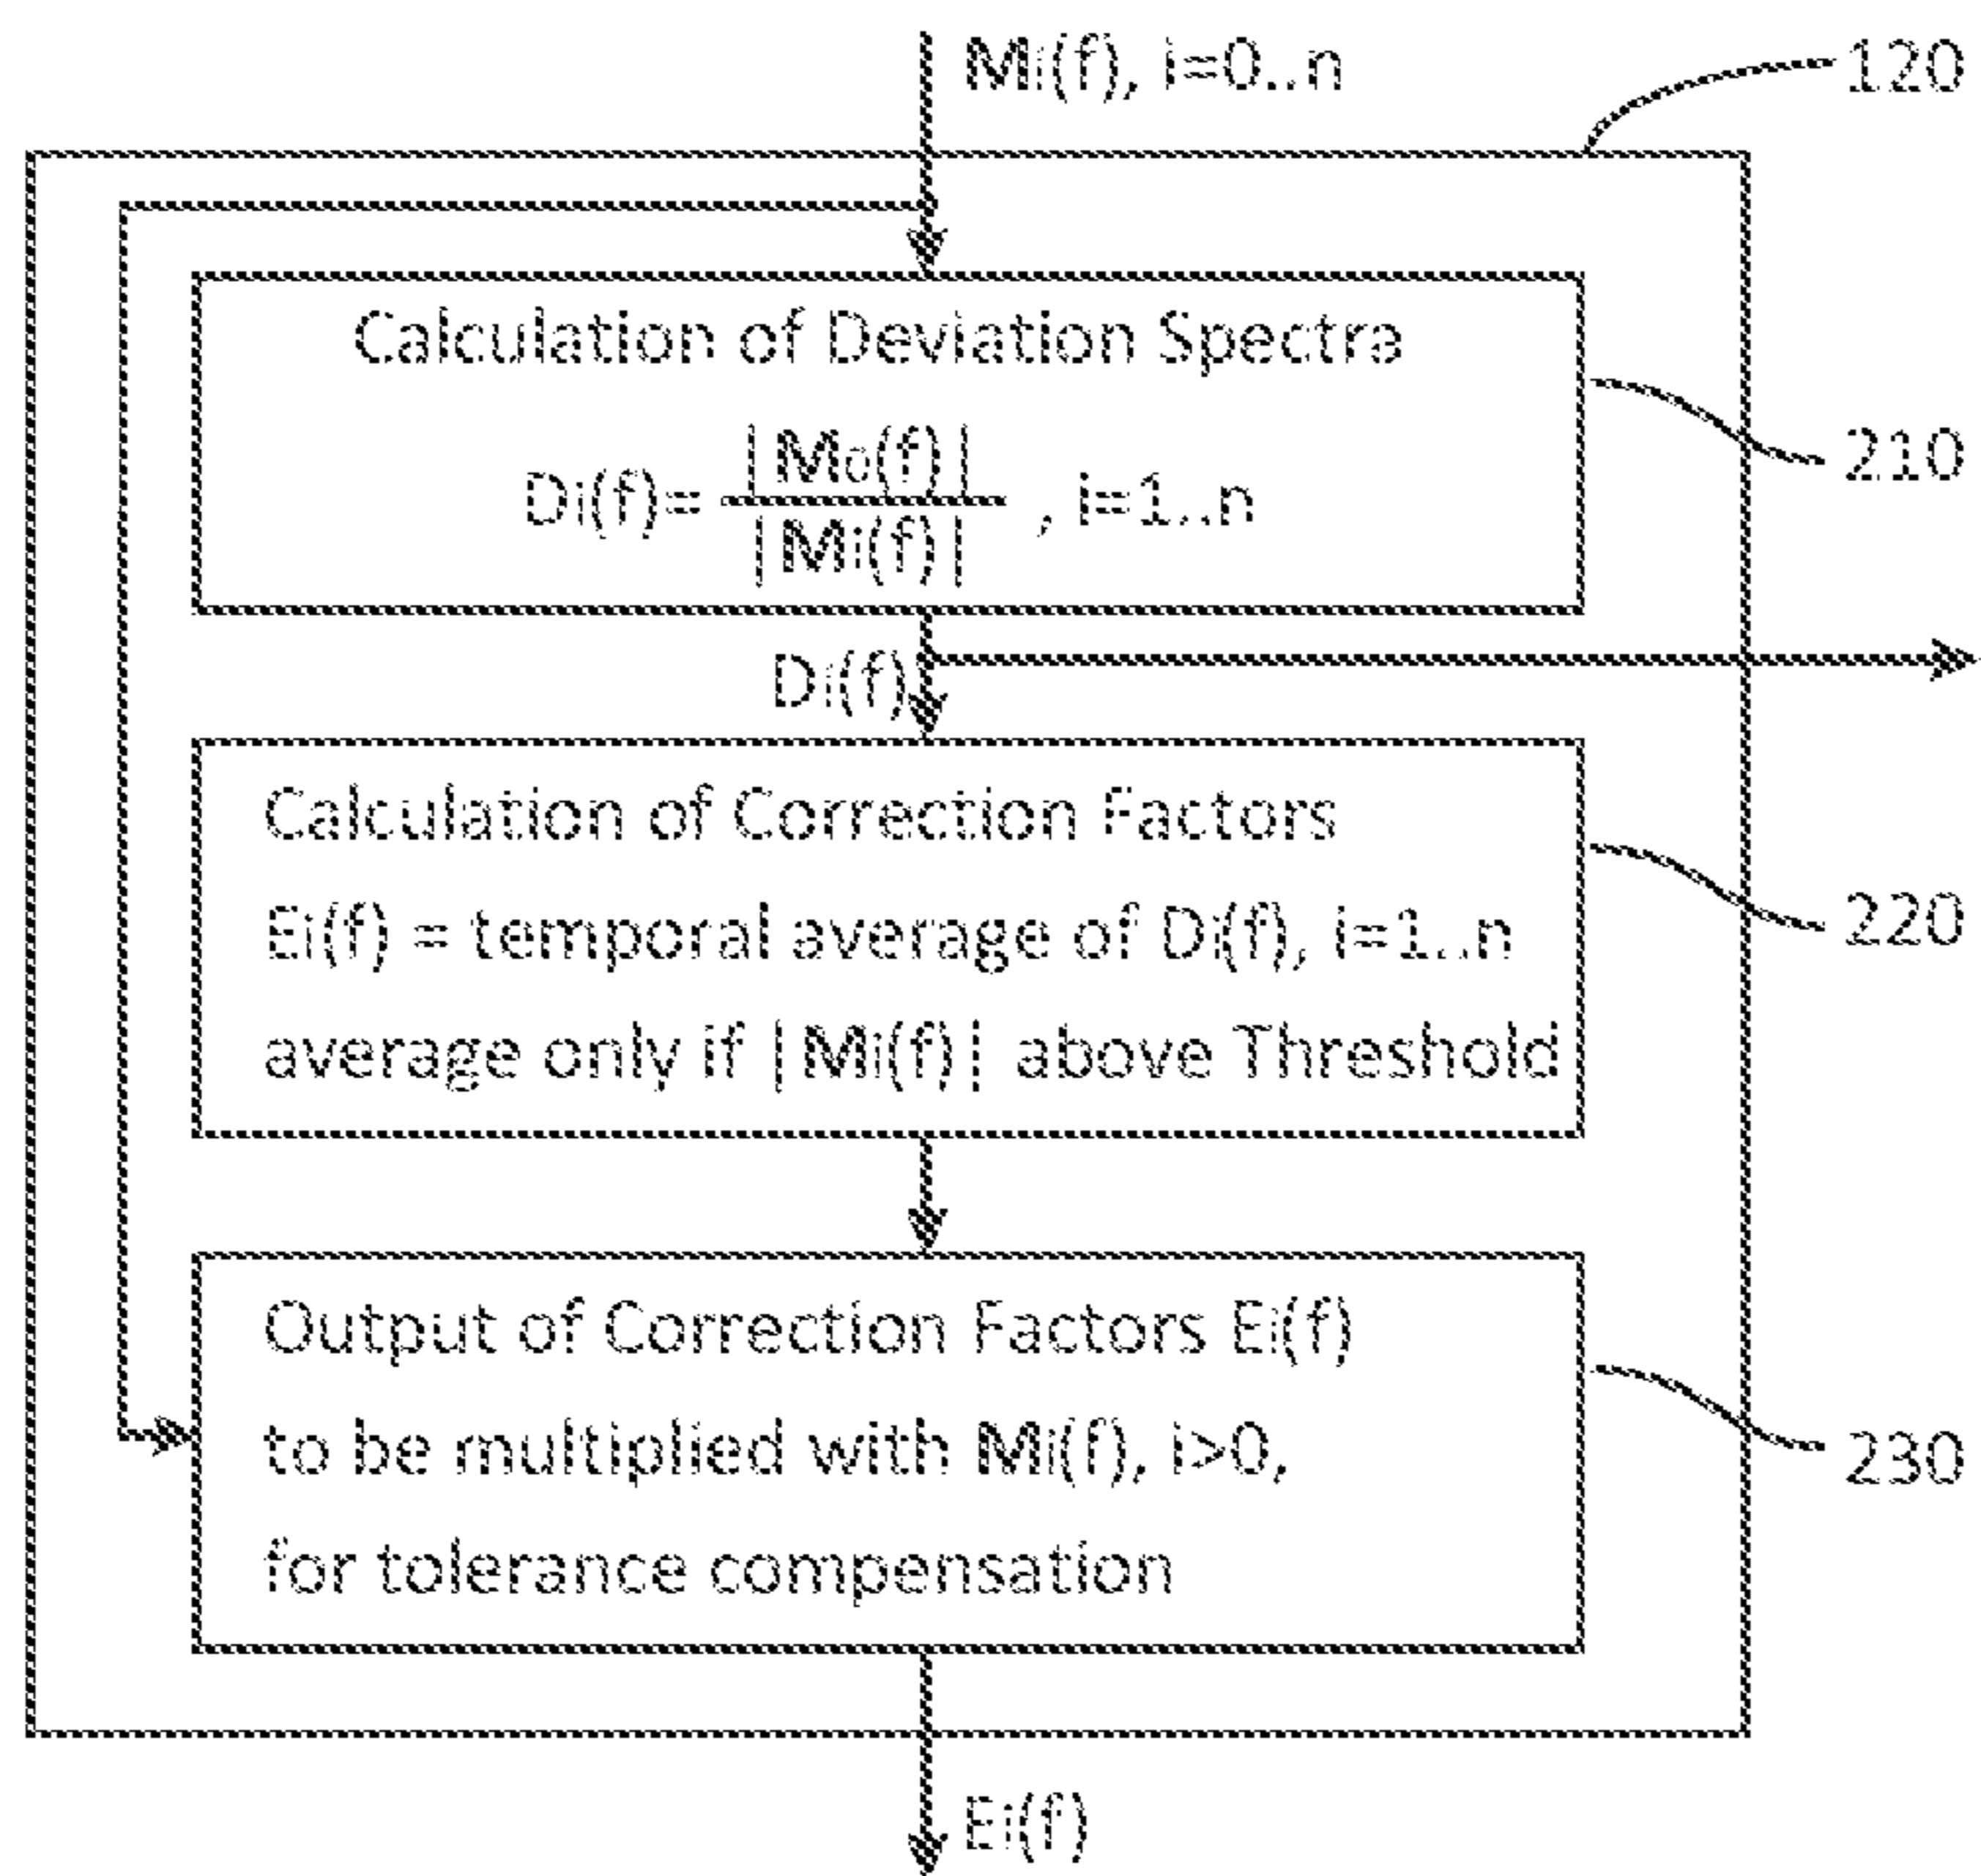 Mi(f), i=0..n
120
Calculation of Deviation Spectra
|M0(f)|
Di(f)= , i=1..n
|Mi(f)|
210
Di(f)
Calculation of Correction Factors
Ei(f) = temporal average of Di(f), i=1..n
average only if |Mi(f)| above Threshold
220
Output of Correction Factors Ei(f)
to be multiplied with Mi(f), i>0,
for tolerance compensation
230
Ei(f)